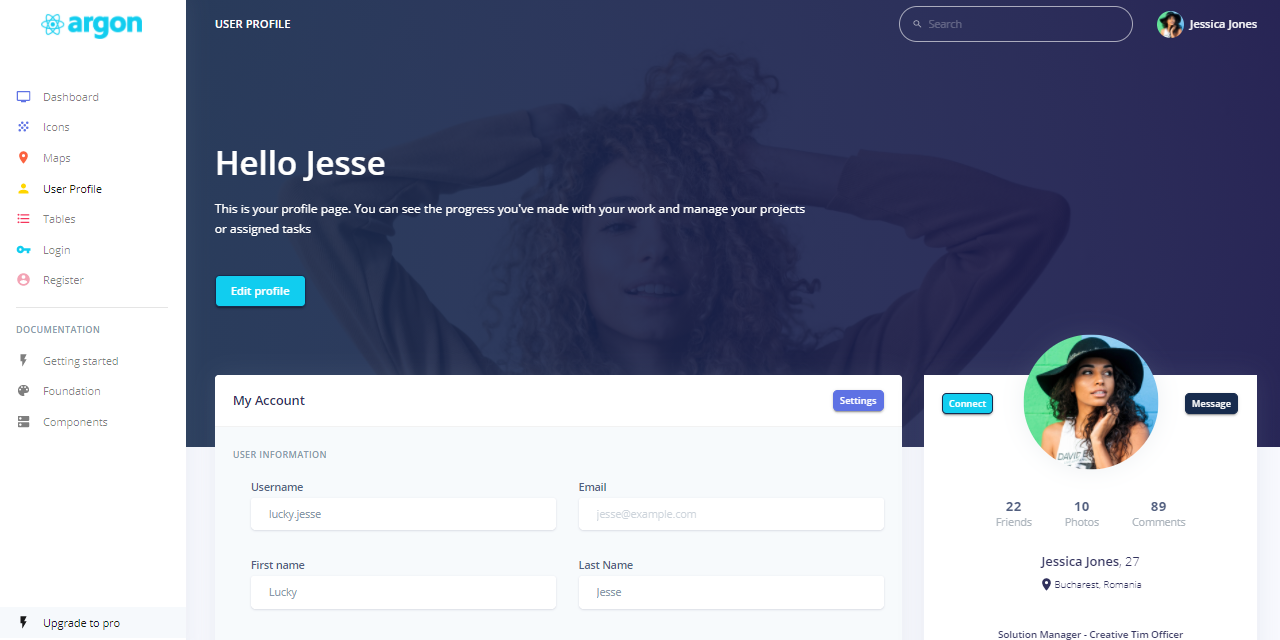 argon
Dashboard
Icons
Maps
User Profile
Tables
Login
Register
DOCUMENTATION
Getting started
Foundation
Components
Upgrade to pro
USER PROFILE
Search
Jessica Jones
Hello Jesse
This is your profile page. You can see the progress you've made with your work and manage your projects
or assigned tasks
Edit profile
My Account
Settings
USER INFORMATION
Username
Email
lucky.jesse
jesse@example.com
First name
Last Name
Lucky
Jesse
Connect
Message
DAVID BO
22
10
89
Friends
Photos
Comments
Jessica Jones, 27
Bucharest, Romania
Solution Manager - Creative Tim Officer